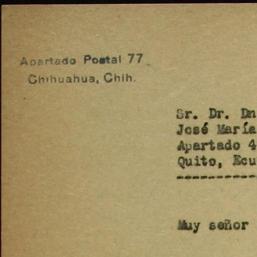 Apartado Postal 77
Chihuahua, Chih.
Sr. Dr. Dn
José María
Apartado 4
Quito, Ecu
Muy señor